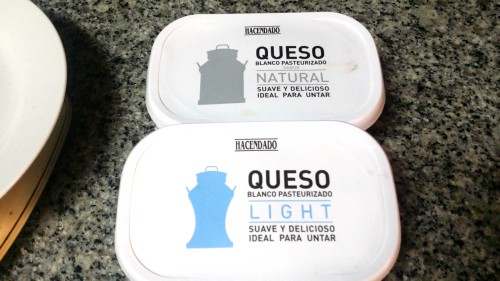 HACENDADO
QUESO
BLANCO PASTEURIZADO
SABOR
NATURAL
SUAVE Y DELICIOSO
IDEAL PARA UNTAR
HACENDADO
QUESO
BLANCO PASTEURIZADO
LIGHT
SUAVE Y DELICIOSO
IDEAL PARA UNTAR